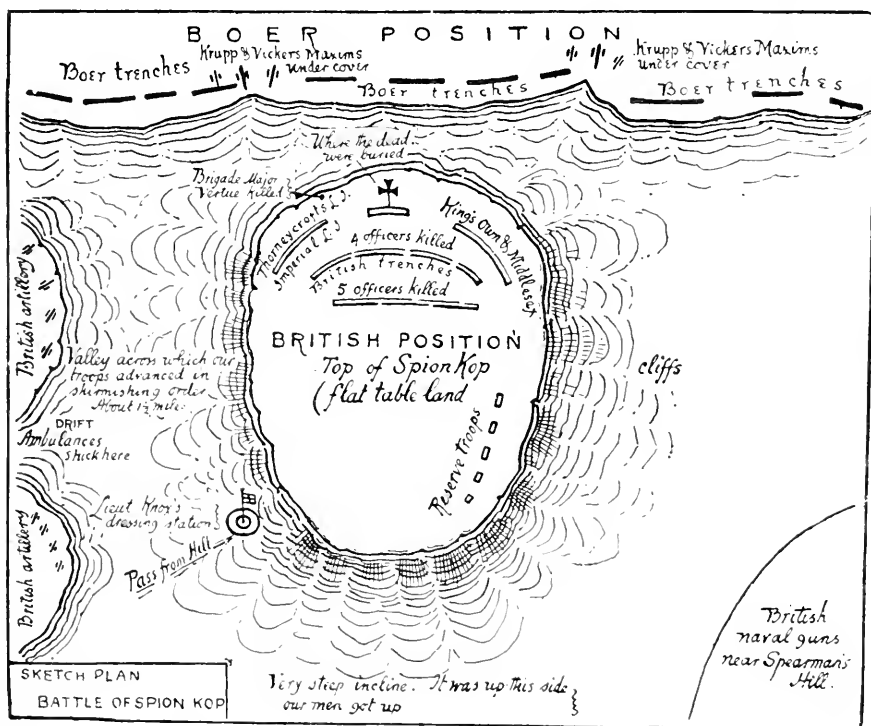 BOER POSITION
Krupp & Vickers Maxims
under cover
Boer trenches
Boer trenches
Krupp & Vickers Maxims
under cover
Boer trenches
Where the dead
were buried
Brigade Major
Vertue killed
Thorneycrofts L.I.
Imperial L.I
King's Own & Middlesex
4 officers killed
British trenches
5 officers killed
BRITISH POSITION
Top of Spion Kop
(flat table land
British artillery
Valley across which our
troops advanced in
skirmishing order
About 1½ mile.
cliffs
DRIFT
Ambulances
stick here
Reserve troops
Lieut Knox's
dressing station
Pass from Hill
British artillery
British
naval guns
near Spearman's
Hill.
SKETCH PLAN
BATTLE OF SPION KOP
Very steep incline. It was up this side
our men got up